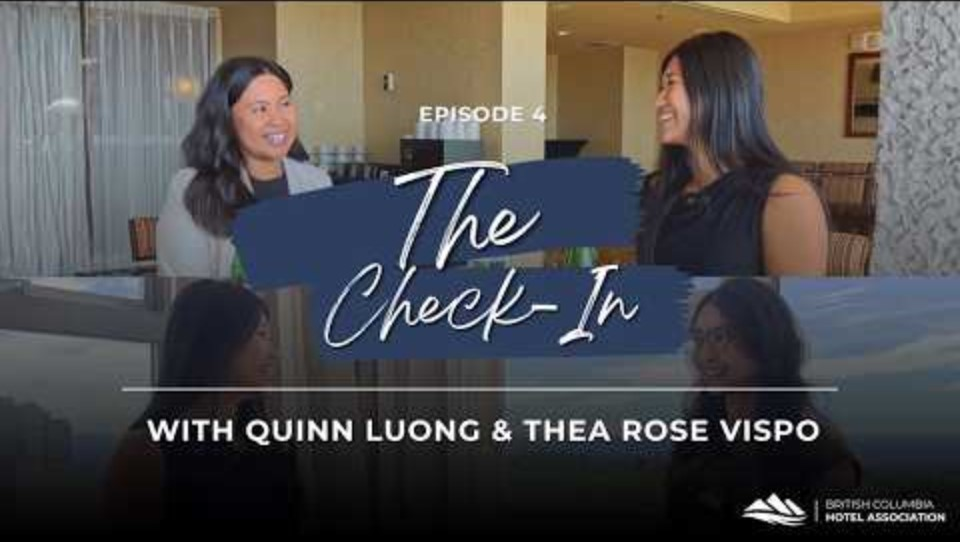 EPISODE 4
The
Check-In
WITH QUINN LUONG & THEA ROSE VISPO
BRITISH COLUMBIA
HOTEL ASSOCIATION